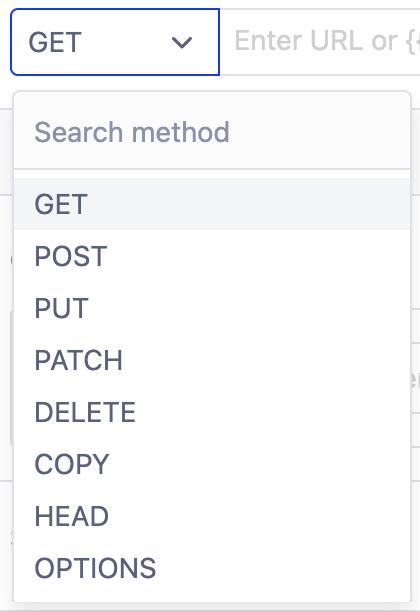 GET
Enter URL or {
Search method
GET
POST
PUT
PATCH
DELETE
COPY
HEAD
OPTIONS